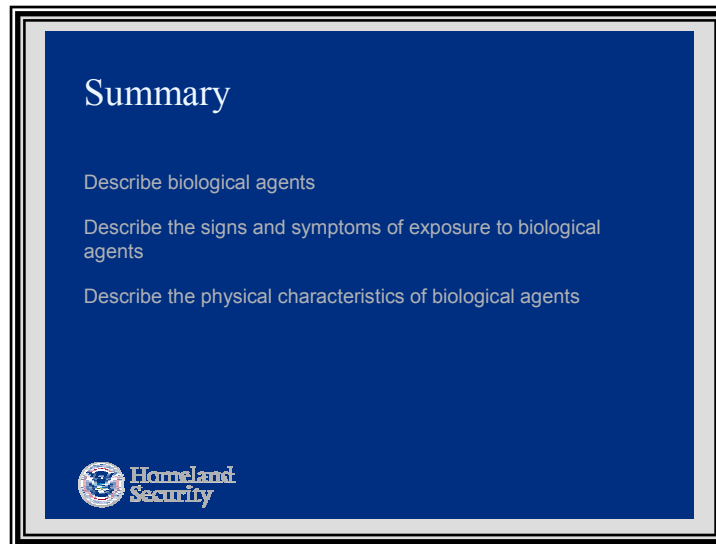 Summary
Describe biological agents
Describe the signs and symptoms of exposure to biological
agents
Describe the physical characteristics of biological agents
Homeland
Security